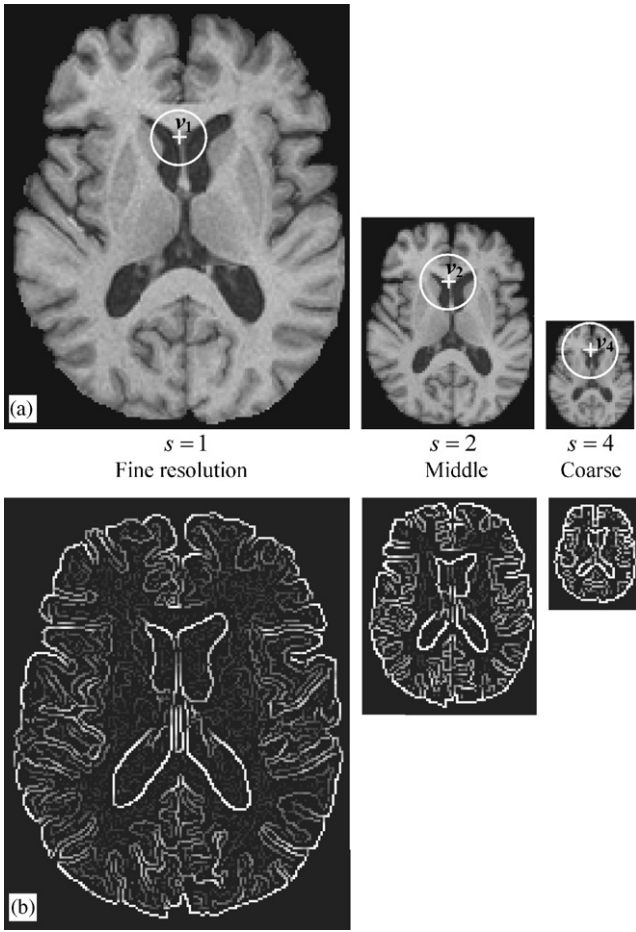 v1
v2
v4
(a)
s = 1
s = 2
s = 4
Fine resolution
Middle
Coarse
(b)